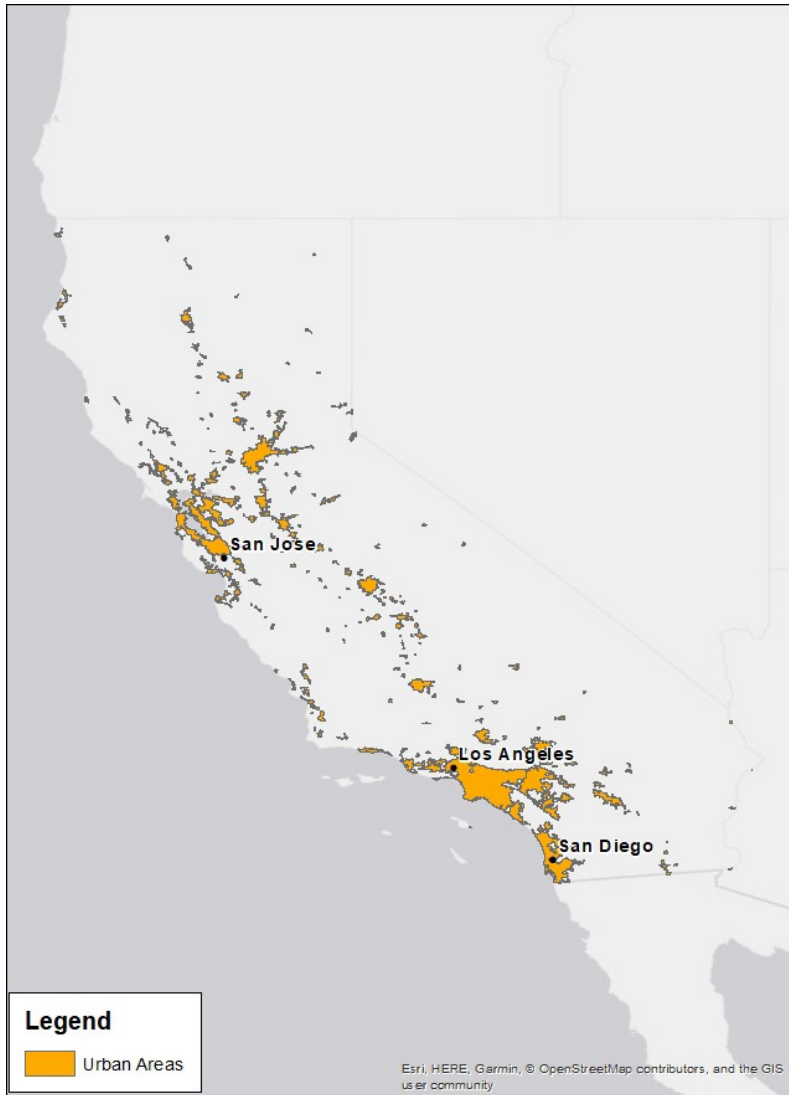 San Jose
Los Angeles
San Diego
Legend
Urban Areas
Esri, HERE, Garmin, © OpenStreetMap contributors, and the GIS
user community